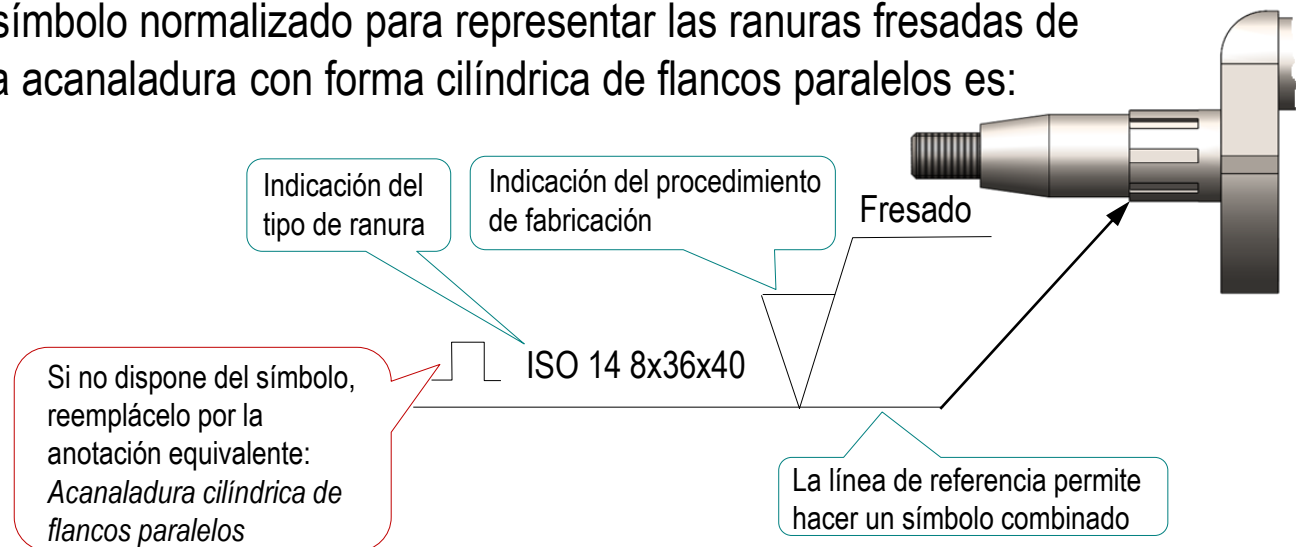 símbolo normalizado para representar las ranuras fresadas de
a acanaladura con forma cilíndrica de flancos paralelos es:
Indicación del
tipo de ranura
Indicación del procedimiento
de fabricación
Fresado
ISO 14 8x36x40
Si no dispone del símbolo,
reemplácelo por la
anotación equivalente:
Acanaladura cilíndrica de
flancos paralelos
La línea de referencia permite
hacer un símbolo combinado